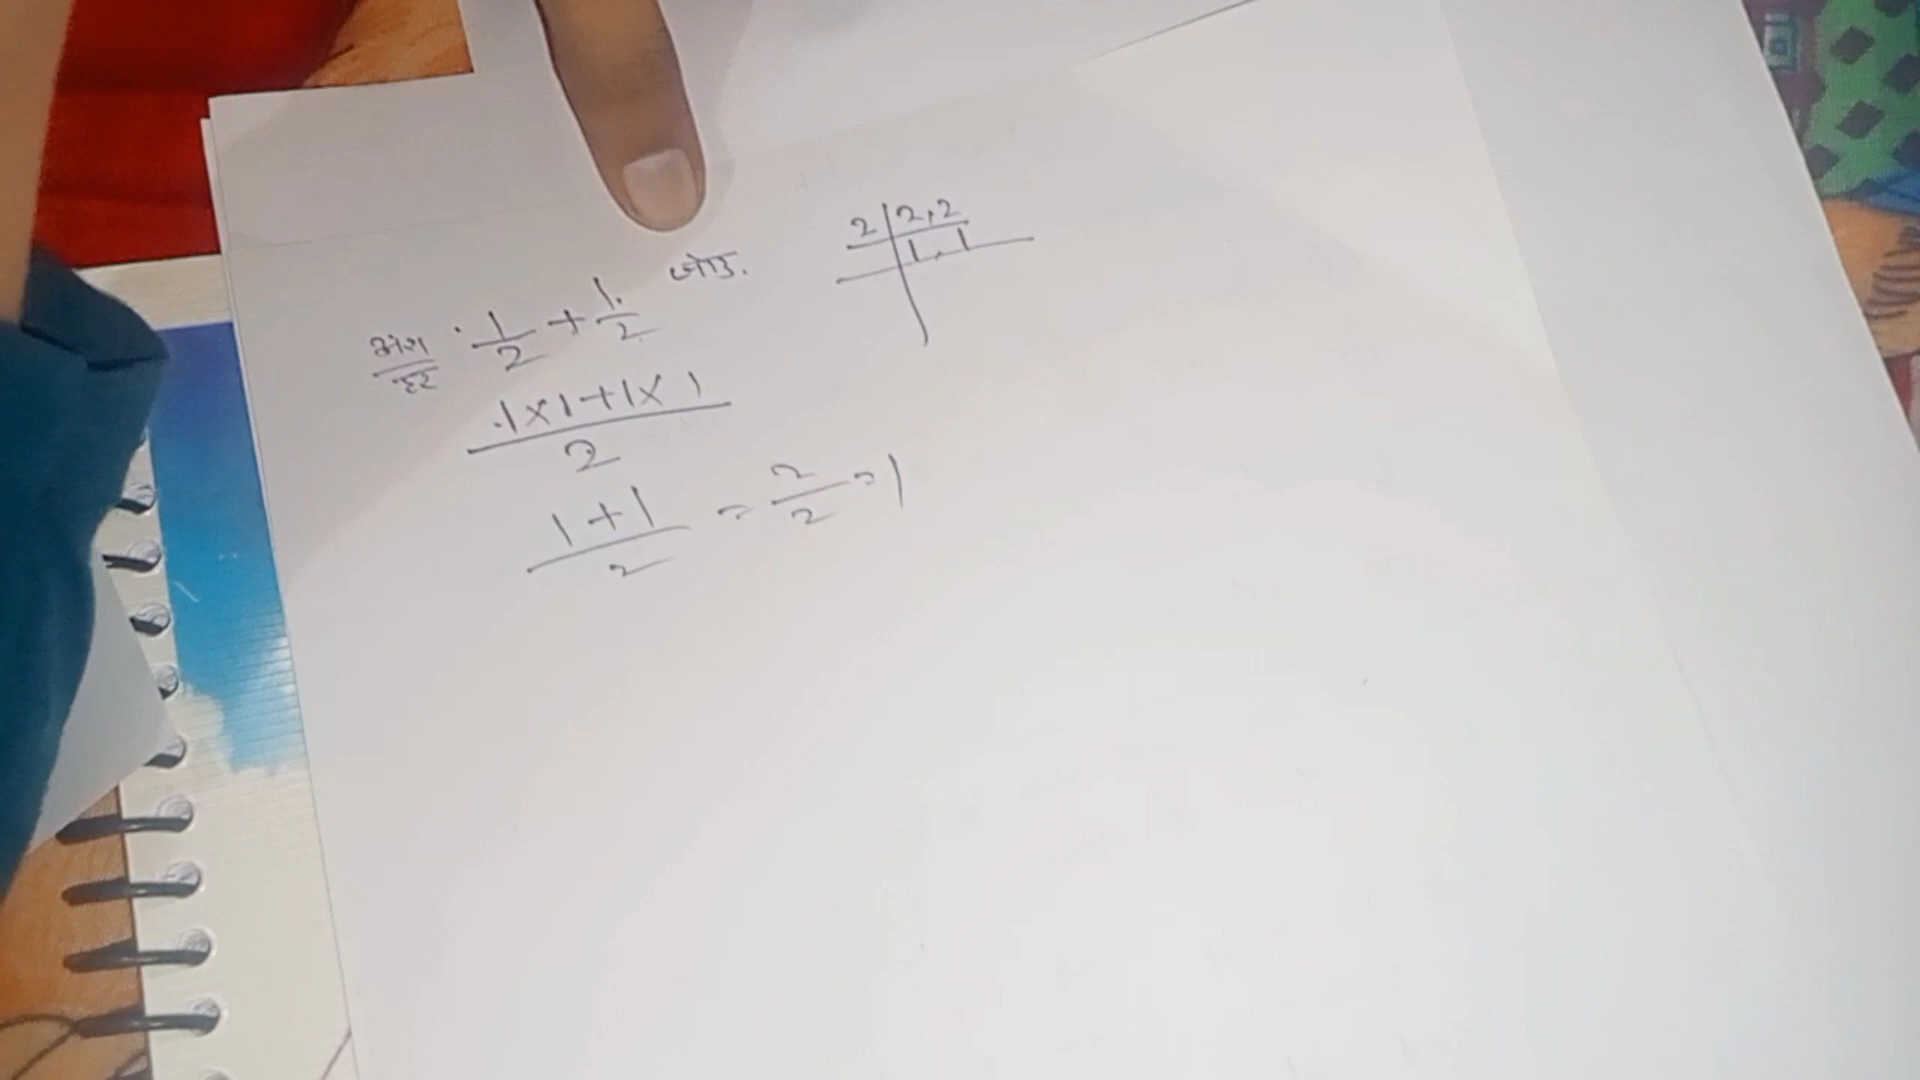 जोड़.
अंश/हर 1/2 + 1/2
1×1+1×1/2
1+1/2 = 2/2 = 1
2 | 2,2
1,1